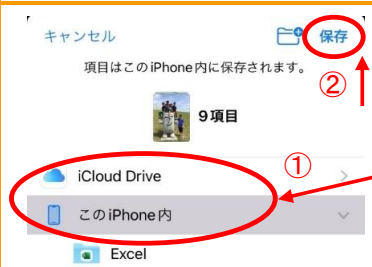 キャンセル 保存
項目はこのiPhone内に保存されます。
②
9項目
①
iCloud Drive
このiPhone内
Excel